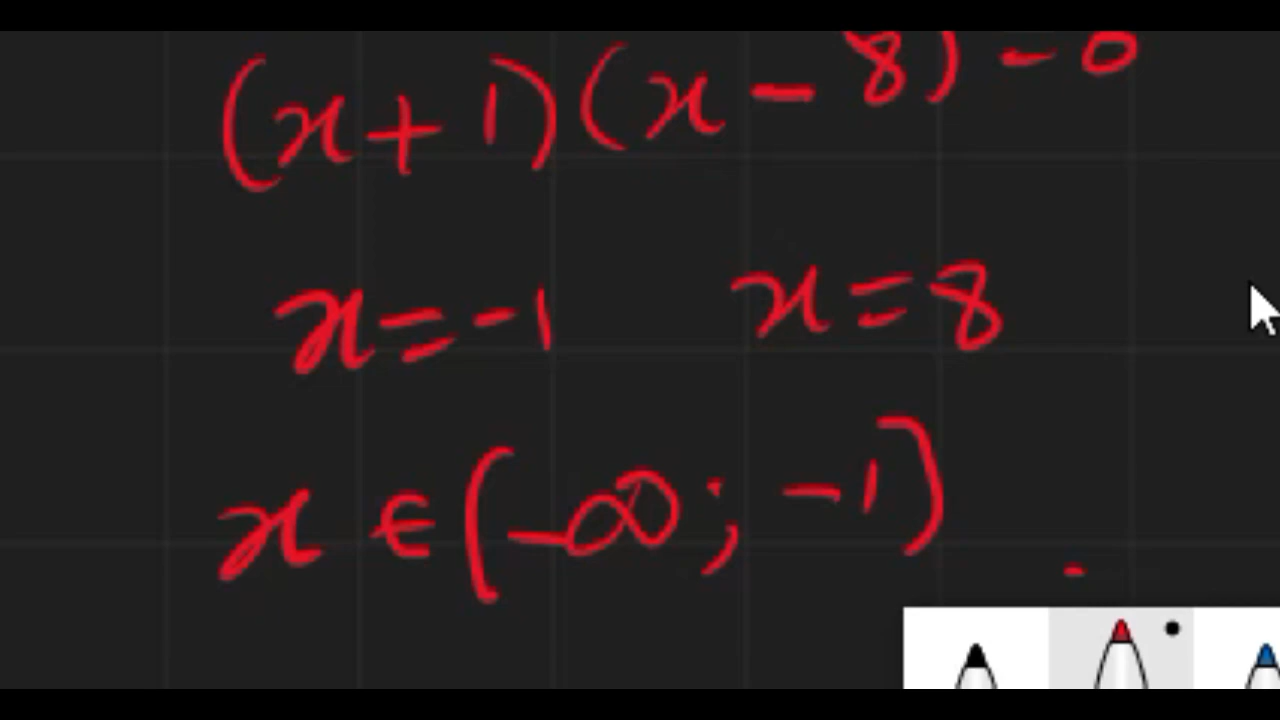 (x+1)(x-8)-0
x=-1 x=8
x∈(-∞; -1)